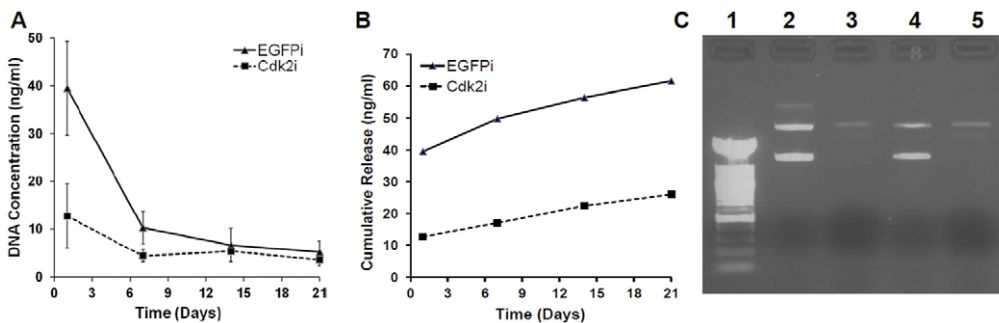 A
50
40
30
20
10
0
DNA Concentration (ng/ml)
EGFPi
Cdk2i
0 3 6 9 12 15 18 21
Time (Days)
B
70
60
50
40
30
20
10
0
Cumulative Release (ng/ml)
EGFPi
Cdk2i
0 3 6 9 12 15 18 21
Time (Days)
C
1 2 3 4 5